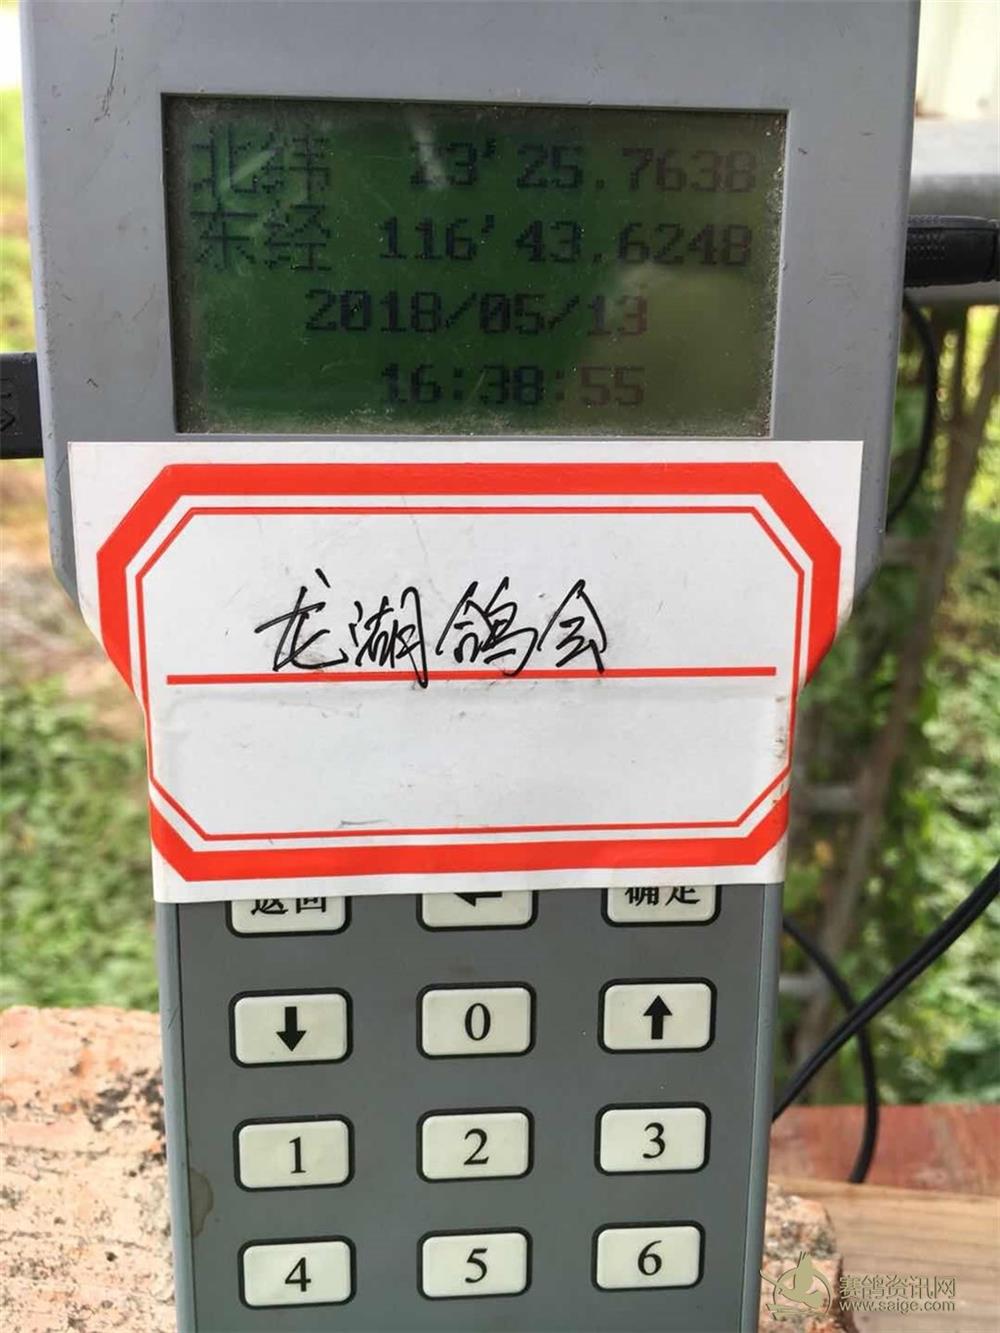 北纬 23'25.7638
东经 116'43.6248
2018/05/13
16:38:55
龙湖鸽会
返回 ← 确定
↓ 0 ↑
1 2 3
4 5 6
赛鸽资讯网
www.saige.com